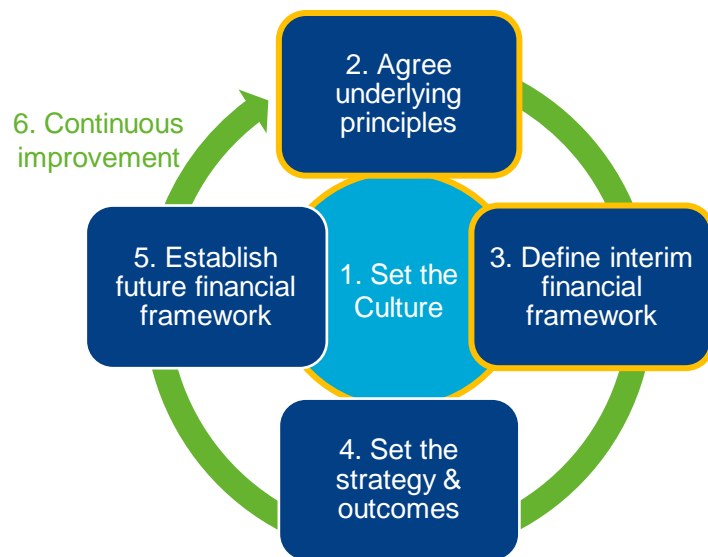 2. Agree
underlying
principles
6. Continuous
improvement
5. Establish
future financial
framework
1. Set the
Culture
3. Define interim
financial
framework
4. Set the
strategy &
outcomes